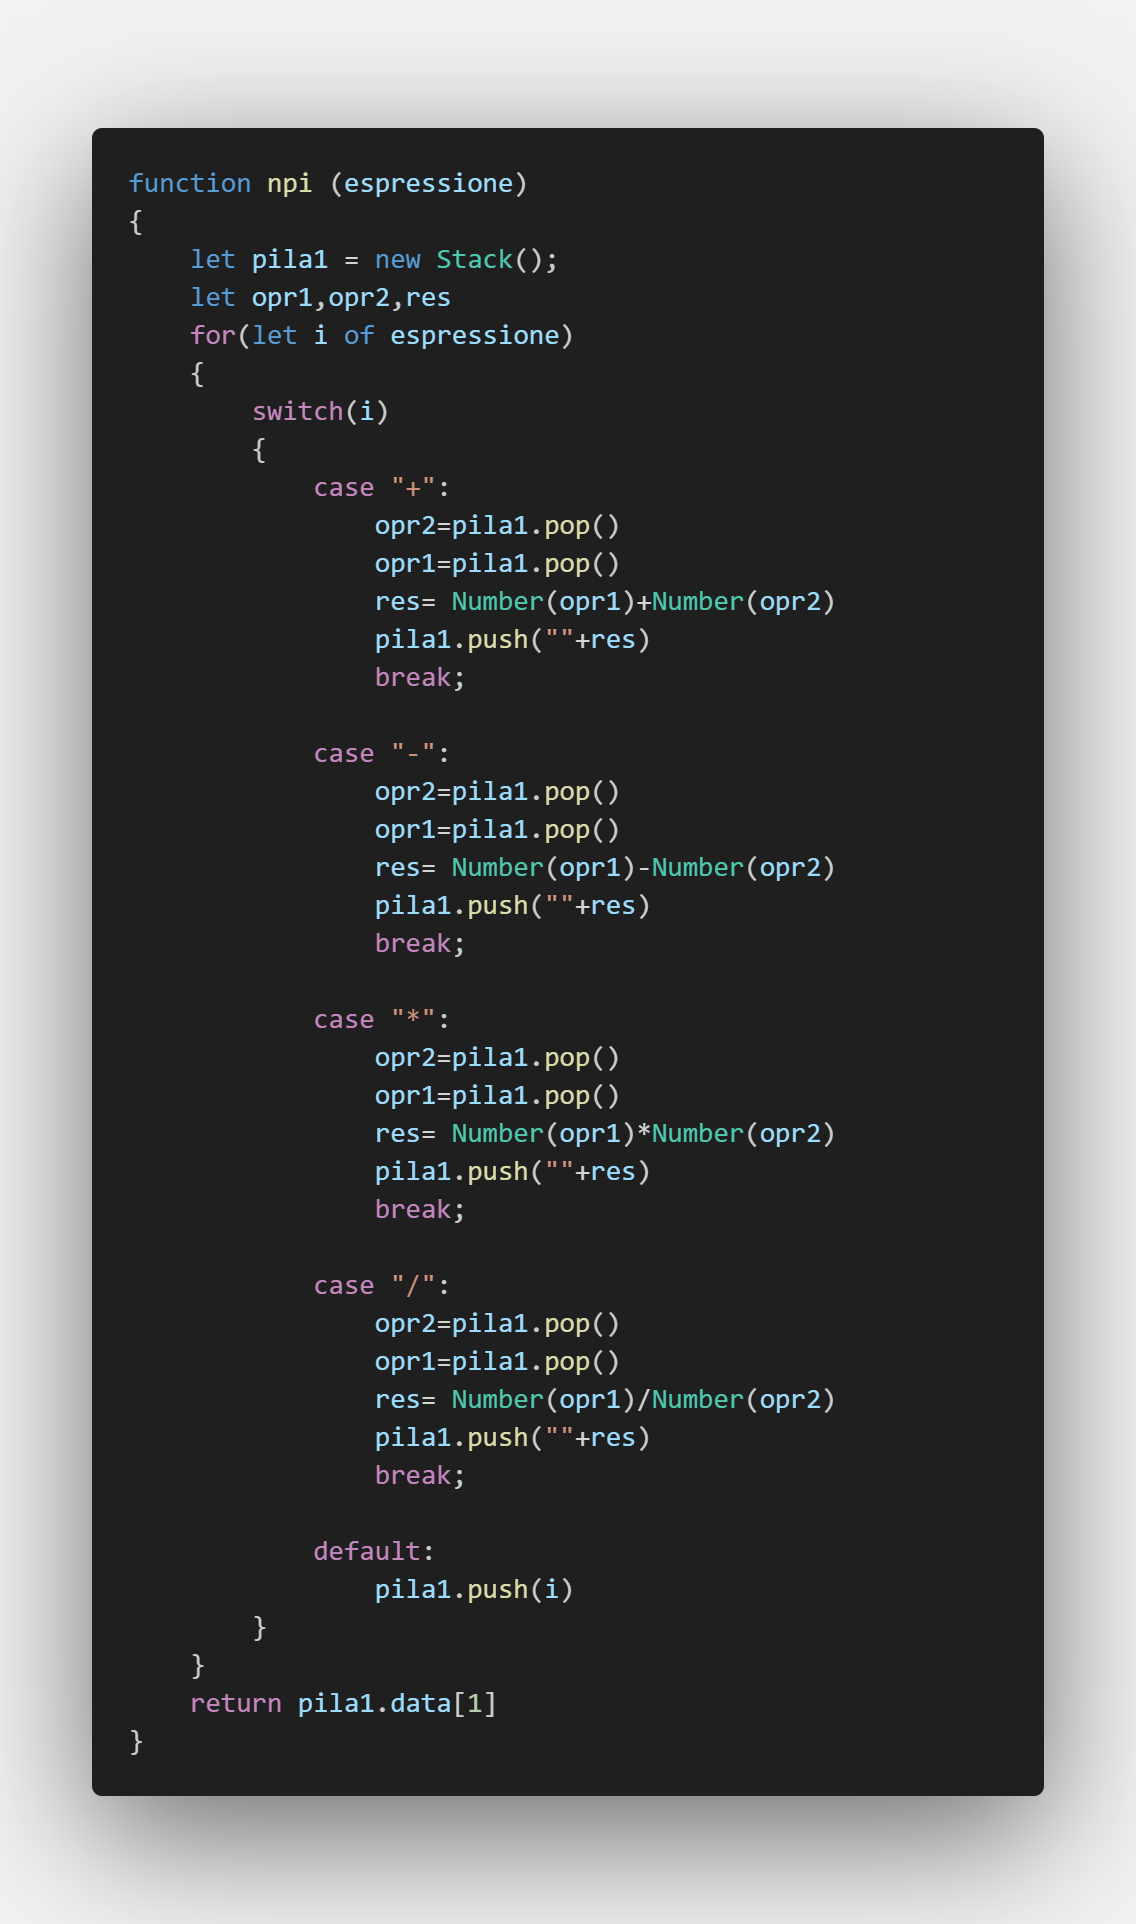 function npi (espressione)
{
    let pila1 = new Stack();
    let opr1,opr2,res
    for(let i of espressione)
    {
        switch(i)
        {
            case "+":
                opr2=pila1.pop()
                opr1=pila1.pop()
                res= Number(opr1)+Number(opr2)
                pila1.push(""+res)
                break;

            case "-":
                opr2=pila1.pop()
                opr1=pila1.pop()
                res= Number(opr1)-Number(opr2)
                pila1.push(""+res)
                break;

            case "*":
                opr2=pila1.pop()
                opr1=pila1.pop()
                res= Number(opr1)*Number(opr2)
                pila1.push(""+res)
                break;

            case "/":
                opr2=pila1.pop()
                opr1=pila1.pop()
                res= Number(opr1)/Number(opr2)
                pila1.push(""+res)
                break;

            default:
                pila1.push(i)
        }
    }
    return pila1.data[1]
}